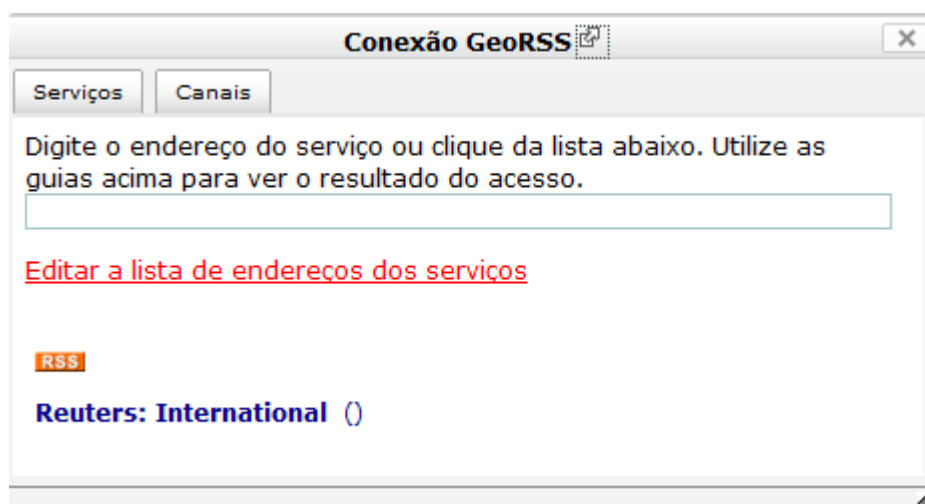 Conexão GeoRSS
Serviços
Canais
Digite o endereço do serviço ou clique da lista abaixo. Utilize as
guias acima para ver o resultado do acesso.
Editar a lista de endereços dos serviços
RSS
Reuters: International ()